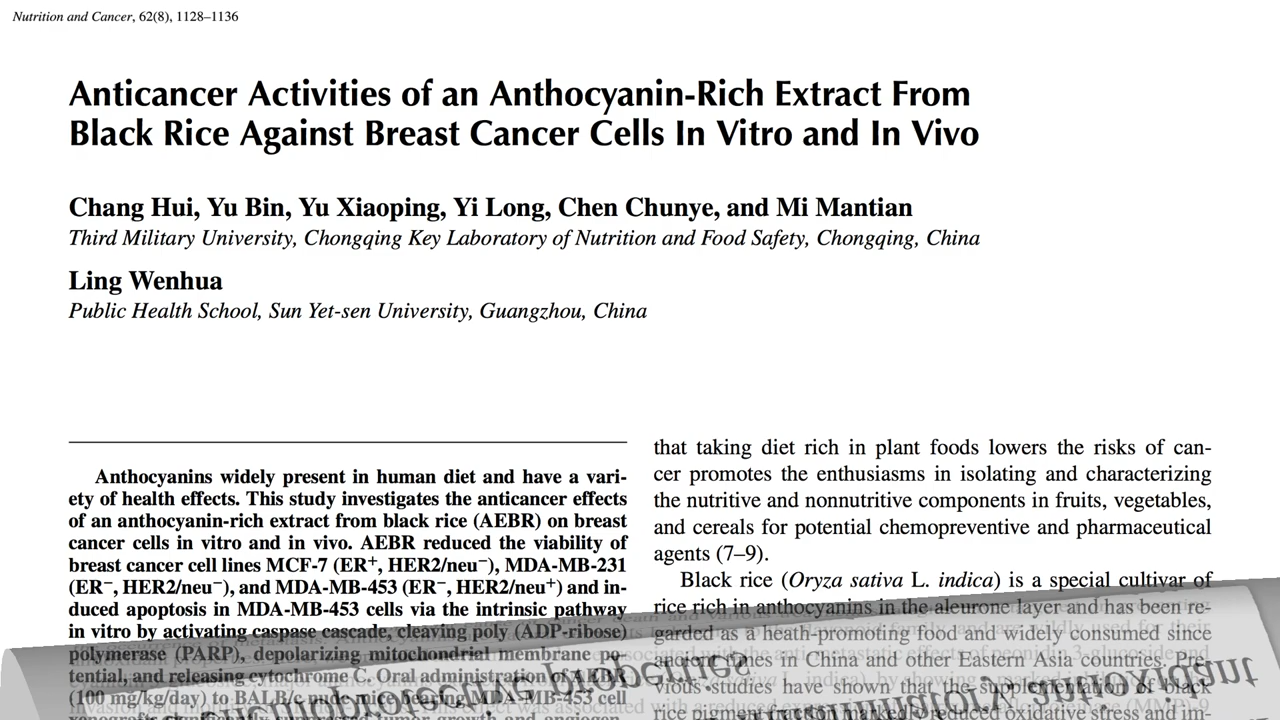 Nutrition and Cancer, 62(8), 1128–1136
Anticancer Activities of an Anthocyanin-Rich Extract From
Black Rice Against Breast Cancer Cells In Vitro and In Vivo
Chang Hui, Yu Bin, Yu Xiaoping, Yi Long, Chen Chunye, and Mi Mantian
Third Military University, Chongqing Key Laboratory of Nutrition and Food Safety, Chongqing, China
Ling Wenhua
Public Health School, Sun Yet-sen University, Guangzhou, China
Anthocyanins widely present in human diet and have a vari-
ety of health effects. This study investigates the anticancer effects
of an anthocyanin-rich extract from black rice (AEBR) on breast
cancer cells in vitro and in vivo. AEBR reduced the viability of
breast cancer cell lines MCF-7 (ER+, HER2/neu−), MDA-MB-231
(ER−, HER2/neu−), and MDA-MB-453 (ER−, HER2/neu+) and in-
duced apoptosis in MDA-MB-453 cells via the intrinsic pathway
in vitro by activating caspase cascade, cleaving poly (ADP-ribose)
polymerase (PARP), depolarizing mitochondrial membrane po-
tential, and releasing cytochrome C. Oral administration of AEBR
(100 mg/kg/day) to BALB/c nude mice bearing MDA-MB-453 cell
that taking diet rich in plant foods lowers the risks of can-
cer promotes the enthusiasms in isolating and characterizing
the nutritive and nonnutritive components in fruits, vegetables,
and cereals for potential chemopreventive and pharmaceutical
agents (7–9).
Black rice (Oryza sativa L. indica) is a special cultivar of
rice rich in anthocyanins in the aleurone layer and has been re-
garded as a heath-promoting food and widely consumed since
ancient times in China and other Eastern Asia countries. Pre-
vious studies have shown that the supplementation of black
rice pigment fraction markedly reduced oxidative stress and im-
properties
antioxidant